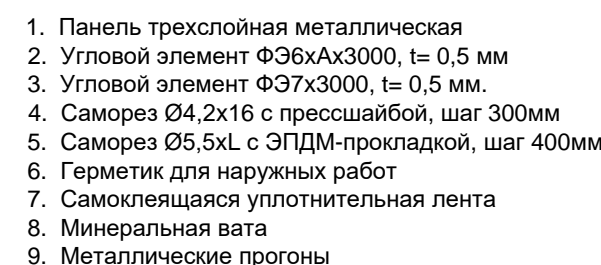 1. Панель трехслойная металлическая
2. Угловой элемент ФЭ6хАх3000, t= 0,5 мм
3. Угловой элемент ФЭ7х3000, t= 0,5 мм.
4. Саморез Ø4,2х16 с прессшайбой, шаг 300мм
5. Саморез Ø5,5хL с ЭПДМ-прокладкой, шаг 400мм
6. Герметик для наружных работ
7. Самоклеящаяся уплотнительная лента
8. Минеральная вата
9. Металлические прогоны